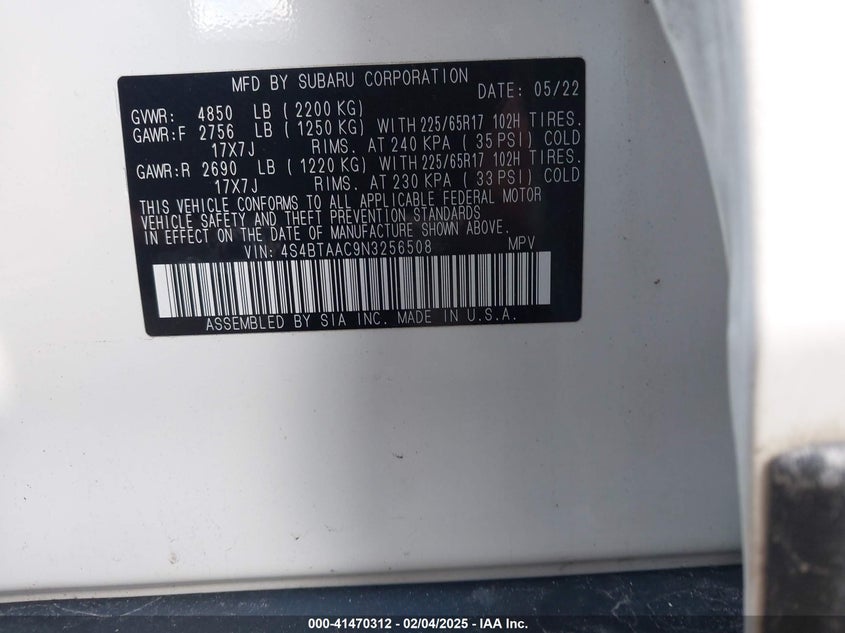 MFD BY SUBARU CORPORATION
DATE: 05/22
GVWR: 4850 LB (2200 KG)
GAWR:F 2756 LB (1250 KG) WITH 225/65R17 102H TIRES.
17X7J RIMS. AT 240 KPA (35 PSI) COLD
GAWR:R 2690 LB (1220 KG) WITH 225/65R17 102H TIRES.
17X7J RIMS. AT 230 KPA (33 PSI) COLD
THIS VEHICLE CONFORMS TO ALL APPLICABLE FEDERAL MOTOR
VEHICLE SAFETY AND THEFT PREVENTION STANDARDS
IN EFFECT ON THE DATE OF MANUFACTURE SHOWN ABOVE.
VIN: 4S4BTAAC9N3256508 MPV
ASSEMBLED BY SIA INC. MADE IN U.S.A.
000-41470312 - 02/04/2025 - IAA Inc.